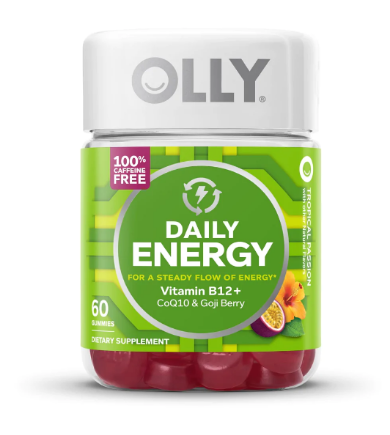 OLLY®
100%
CAFFEINE
FREE
DAILY
ENERGY
FOR A STEADY FLOW OF ENERGY*
Vitamin B12+
CoQ10 & Goji Berry
60
GUMMIES
DIETARY SUPPLEMENT
TROPICAL PASSION